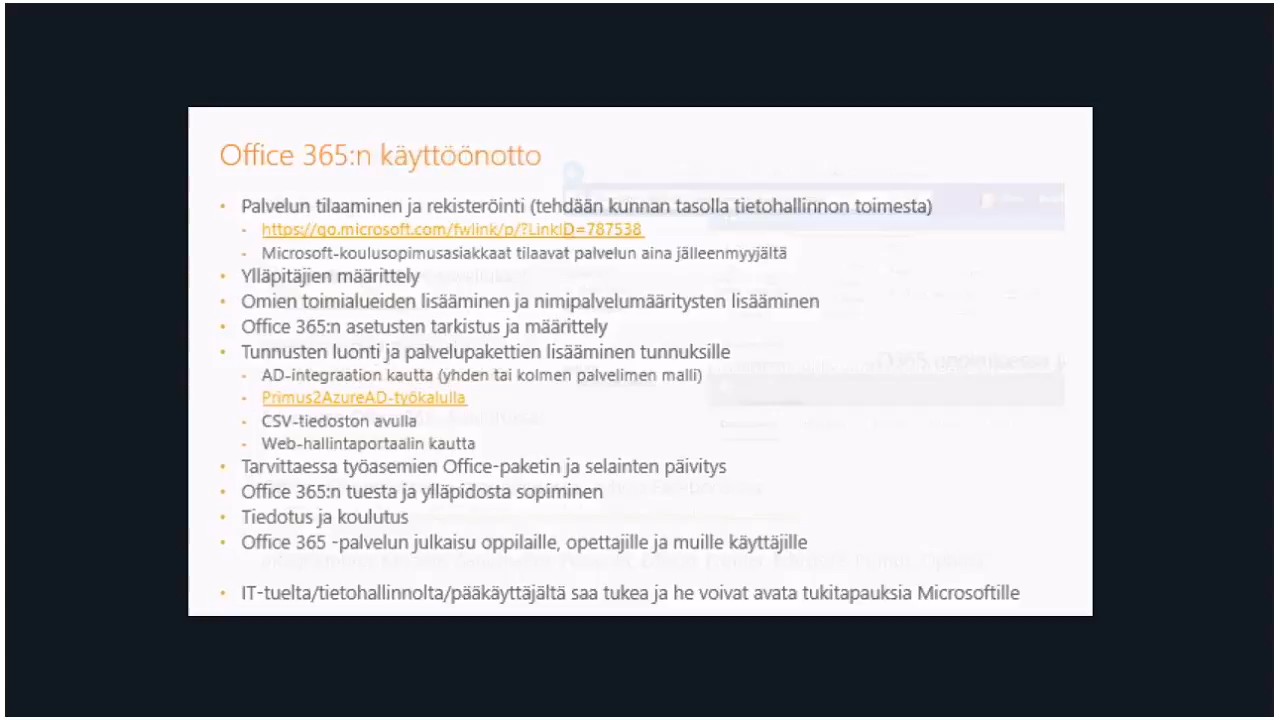 Office 365:n käyttöönotto
• Palvelun tilaaminen ja rekisteröinti (tehdään kunnan tasolla tietohallinnon toimesta)
- https://go.microsoft.com/fwlink/p/?LinkID=787538
- Microsoft-koulusopimusasiakkaat tilaavat palvelun aina jälleenmyyjältä
• Ylläpitäjien määrittely
• Omien toimialueiden lisääminen ja nimipalvelumääritysten lisääminen
• Office 365:n asetusten tarkistus ja määrittely
• Tunnusten luonti ja palvelupakettien lisääminen tunnuksille
- AD-integraation kautta (yhden tai kolmen palvelimen malli)
- Primus2AzureAD-työkalulla
- CSV-tiedoston avulla
- Web-hallintaportaalin kautta
• Tarvittaessa työasemien Office-paketin ja selainten päivitys
• Office 365:n tuesta ja ylläpidosta sopiminen
• Tiedotus ja koulutus
• Office 365 -palvelun julkaisu oppilaille, opettajille ja muille käyttäjille
• IT-tuelta/tietohallinnolta/pääkäyttäjältä saa tukea ja he voivat avata tukitapauksia Microsoftille